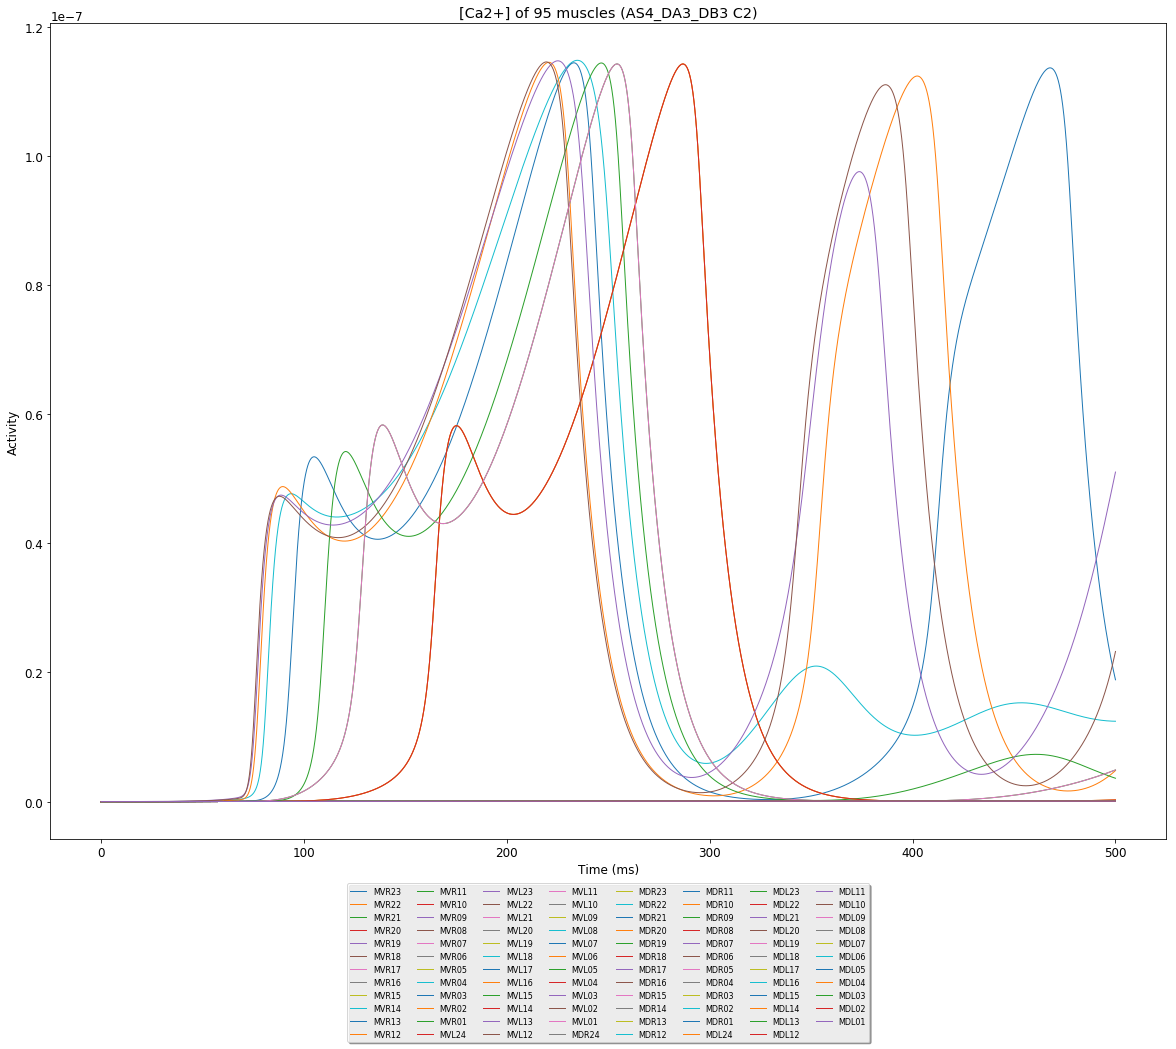 [Ca2+] of 95 muscles (AS4_DA3_DB3 C2)
1e−7
1.2
1.0
0.8
0.6
0.4
0.2
0.0
Activity
0 100 200 300 400 500
Time (ms)
MVR23 MVR11 MVL23 MVL11 MDR23 MDR11 MDL23 MDL11
MVR22 MVR10 MVL22 MVL10 MDR22 MDR10 MDL22 MDL10
MVR21 MVR09 MVL21 MVL09 MDR21 MDR09 MDL21 MDL09
MVR20 MVR08 MVL20 MVL08 MDR20 MDR08 MDL20 MDL08
MVR19 MVR07 MVL19 MVL07 MDR19 MDR07 MDL19 MDL07
MVR18 MVR06 MVL18 MVL06 MDR18 MDR06 MDL18 MDL06
MVR17 MVR05 MVL17 MVL05 MDR17 MDR05 MDL17 MDL05
MVR16 MVR04 MVL16 MVL04 MDR16 MDR04 MDL16 MDL04
MVR15 MVR03 MVL15 MVL03 MDR15 MDR03 MDL15 MDL03
MVR14 MVR02 MVL14 MVL02 MDR14 MDR02 MDL14 MDL02
MVR13 MVR01 MVL13 MVL01 MDR13 MDR01 MDL13 MDL01
MVR12 MVL24 MVL12 MDR24 MDR12 MDL24 MDL12